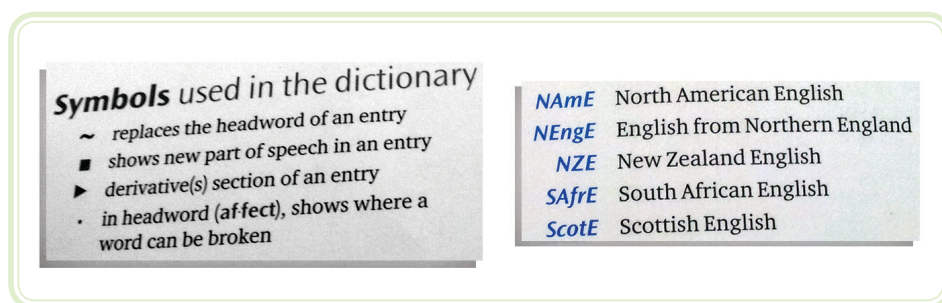 Symbols used in the dictionary
~ replaces the headword of an entry
■ shows new part of speech in an entry
▶ derivative(s) section of an entry
· in headword (af·fect), shows where a
word can be broken
NAmE North American English
NEngE English from Northern England
NZE New Zealand English
SAfrE South African English
ScotE Scottish English